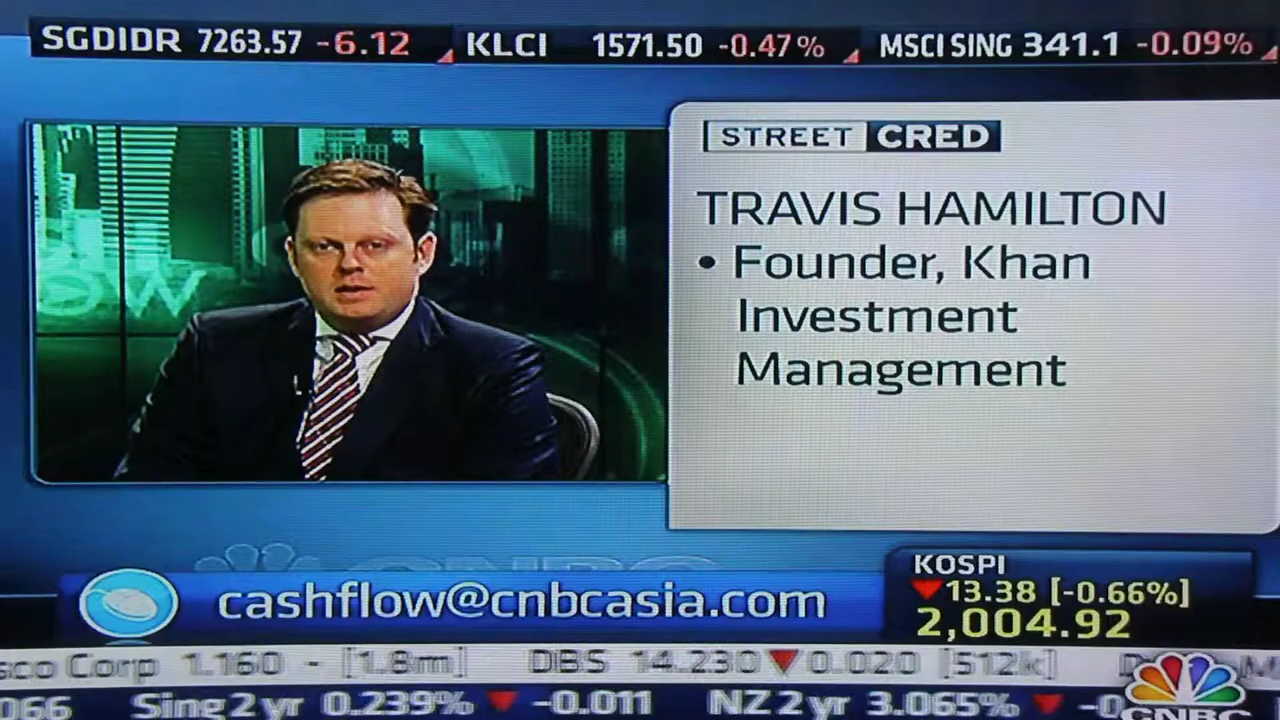 SGDIDR 7263.57 -6.12 KLCI 1571.50 -0.47% MSCI SING 341.1 -0.09%
STREET CRED
TRAVIS HAMILTON
• Founder, Khan
Investment
Management
KOSPI
13.38 [-0.66%]
2,004.92
cashflow@cnbcasia.com
sco Corp 1.160 - [1.8m] DBS 14.230 0.020 [512k]
066 Sing 2 yr 0.239% -0.011 NZ 2 yr 3.065%
CNBC